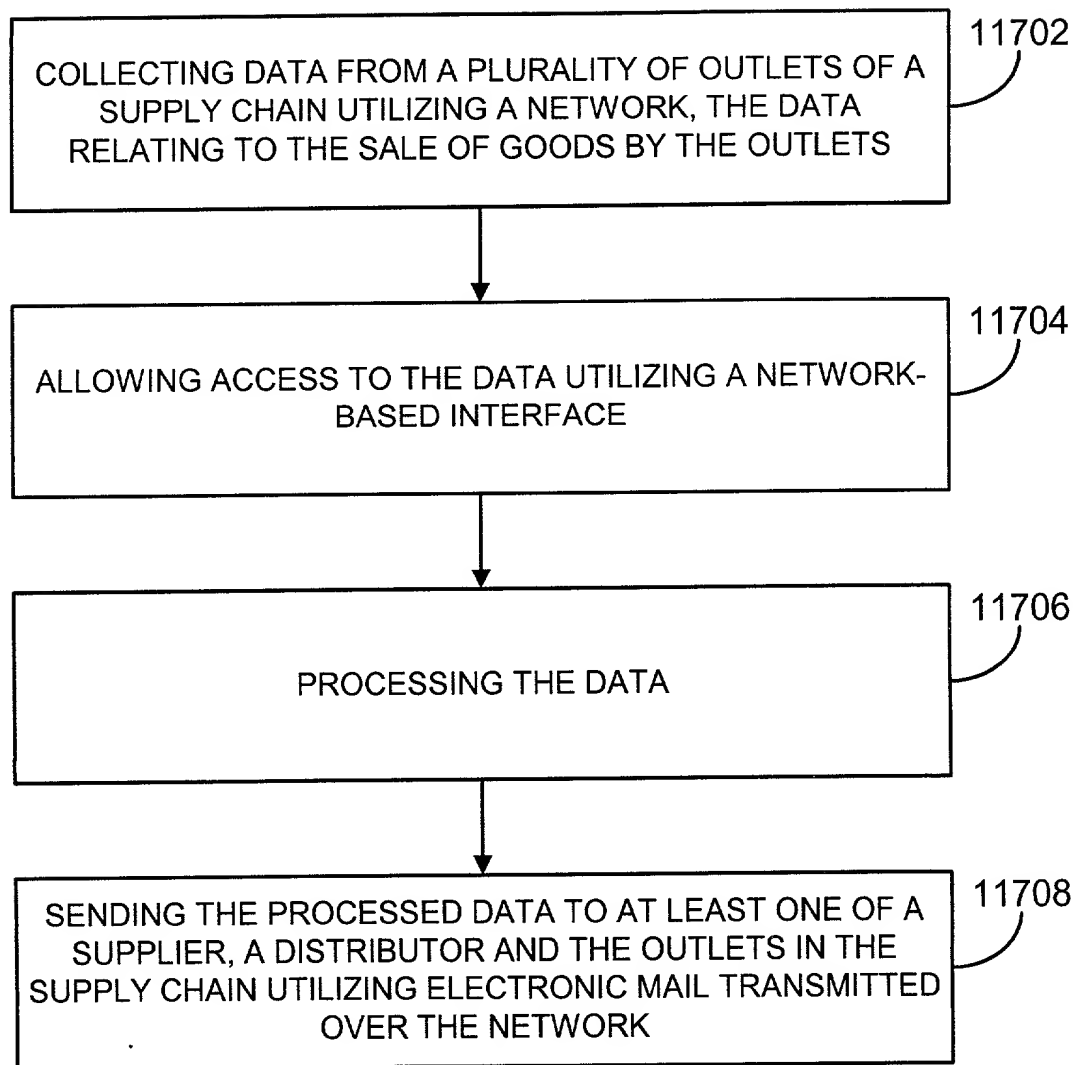 11702
COLLECTING DATA FROM A PLURALITY OF OUTLETS OF A
SUPPLY CHAIN UTILIZING A NETWORK, THE DATA
RELATING TO THE SALE OF GOODS BY THE OUTLETS
11704
ALLOWING ACCESS TO THE DATA UTILIZING A NETWORK-
BASED INTERFACE
11706
PROCESSING THE DATA
11708
SENDING THE PROCESSED DATA TO AT LEAST ONE OF A
SUPPLIER, A DISTRIBUTOR AND THE OUTLETS IN THE
SUPPLY CHAIN UTILIZING ELECTRONIC MAIL TRANSMITTED
OVER THE NETWORK